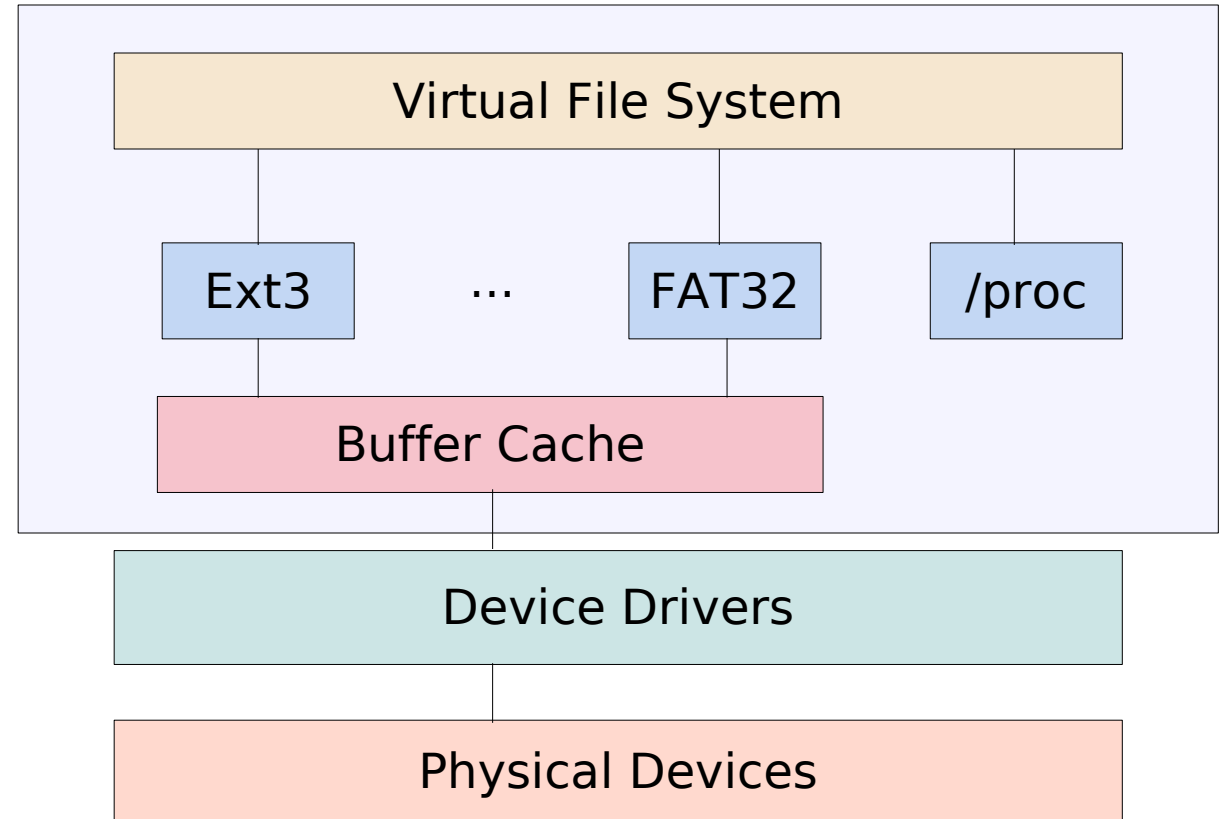 Virtual File System
Ext3 ... FAT32 /proc
Buffer Cache
Device Drivers
Physical Devices